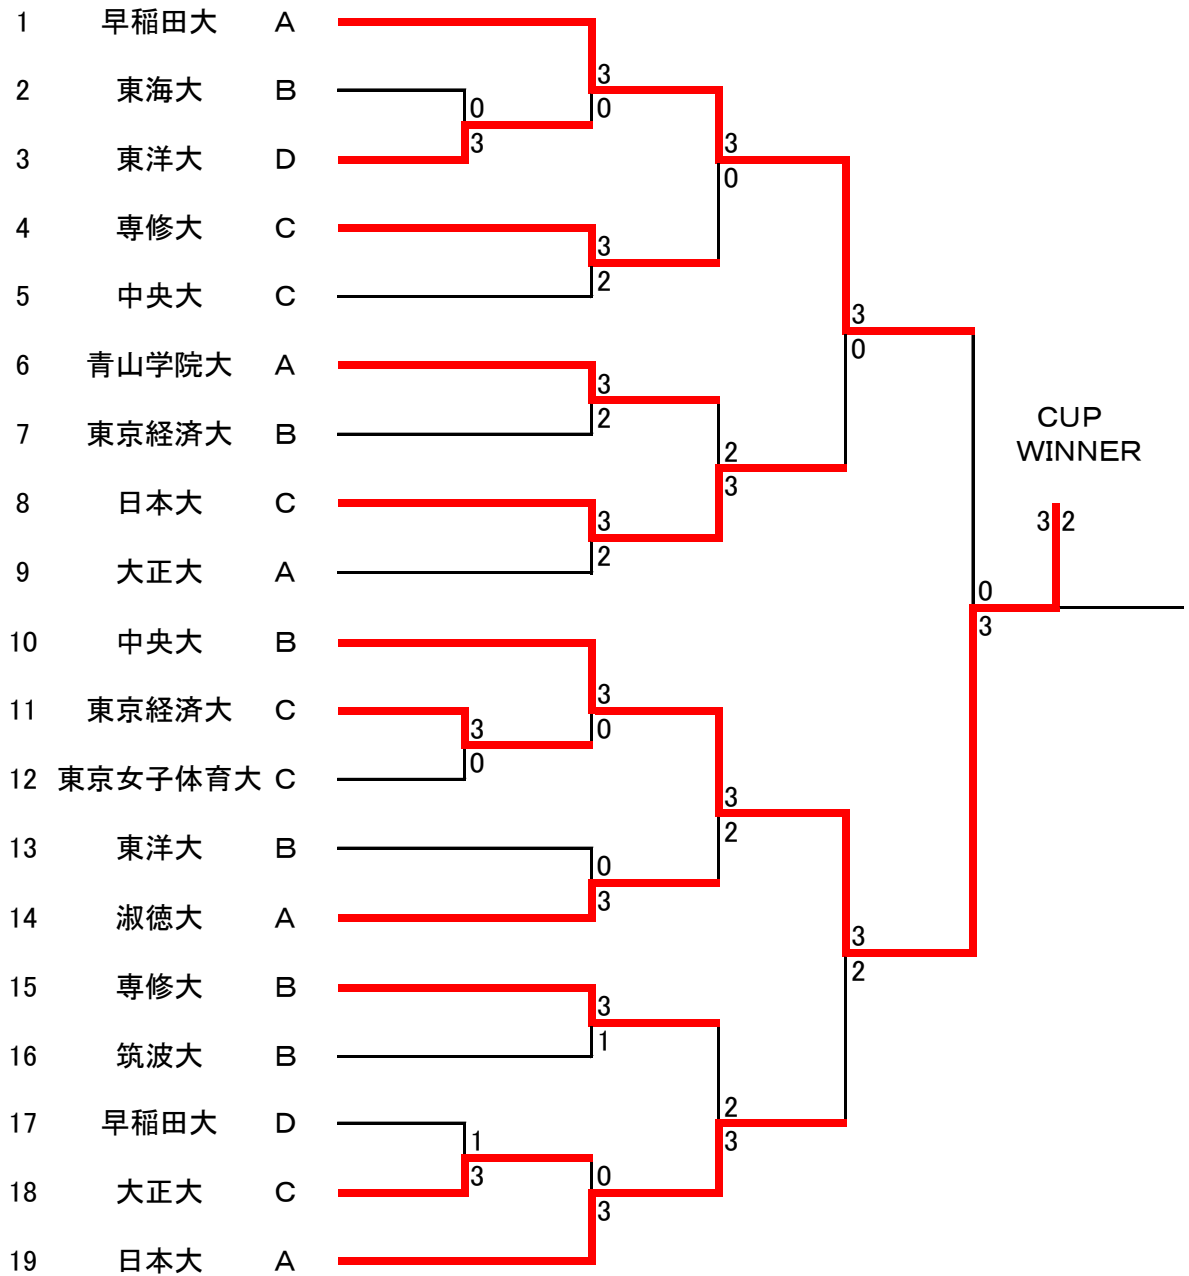 1 早稲田大 A
3
0
2 東海大 B
0
3
3 東洋大 D
3
0
4 専修大 C
3
2
5 中央大 C
3
0
6 青山学院大 A
3
2
7 東京経済大 B
CUP
WINNER
2
3
8 日本大 C
3
2
3 2
9 大正大 A
0
3
10 中央大 B
3
0
11 東京経済大 C
3
0
12 東京女子体育大 C
3
2
13 東洋大 B
0
3
14 淑徳大 A
3
2
15 専修大 B
3
1
16 筑波大 B
2
3
17 早稲田大 D
1
3
18 大正大 C
0
3
19 日本大 A